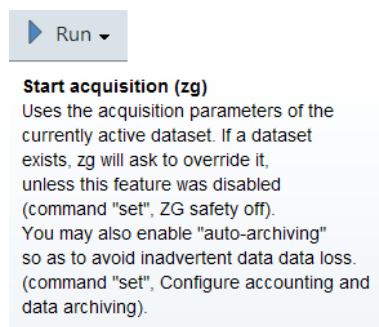 Run
Start acquisition (zg)
Uses the acquisition parameters of the
currently active dataset. If a dataset
exists, zg will ask to override it,
unless this feature was disabled
(command "set", ZG safety off).
You may also enable "auto-archiving"
so as to avoid inadvertent data data loss.
(command "set", Configure accounting and
data archiving).